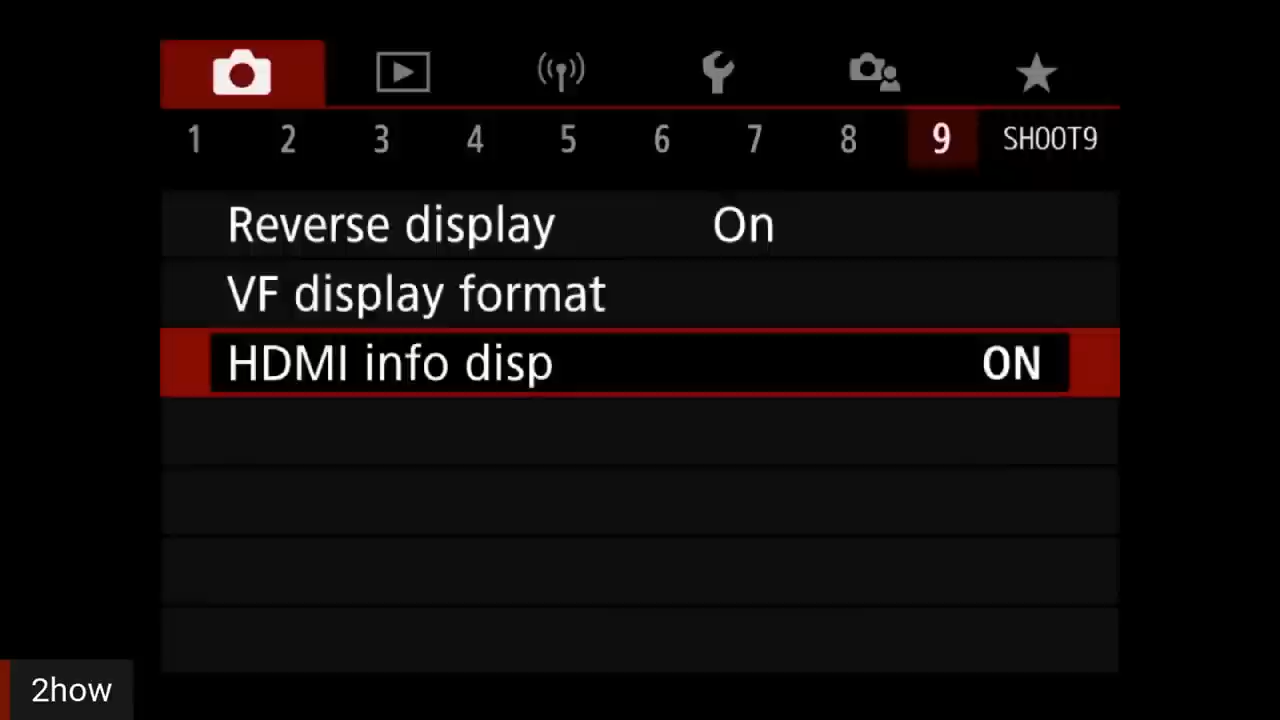 1 2 3 4 5 6 7 8 9 SHOOT9
Reverse display On
VF display format
HDMI info disp ON
2how